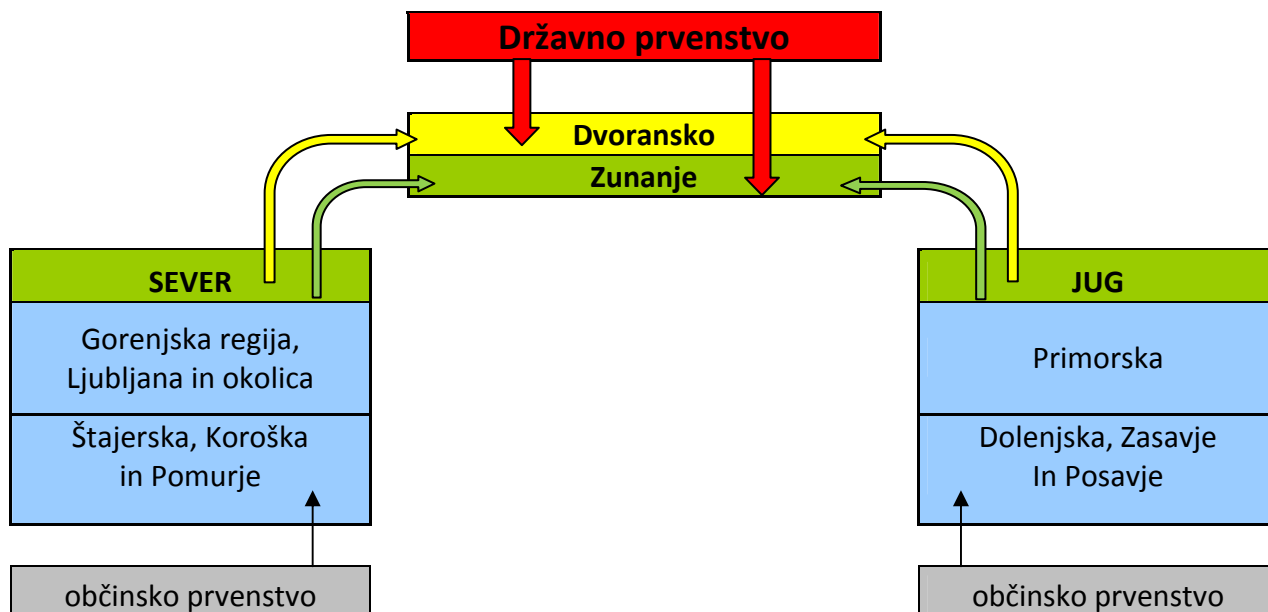 Državno prvenstvo
Dvoransko
Zunanje
SEVER
Gorenjska regija,
Ljubljana in okolica
Štajerska, Koroška
in Pomurje
občinsko prvenstvo
JUG
Primorska
Dolenjska, Zasavje
In Posavje
občinsko prvenstvo